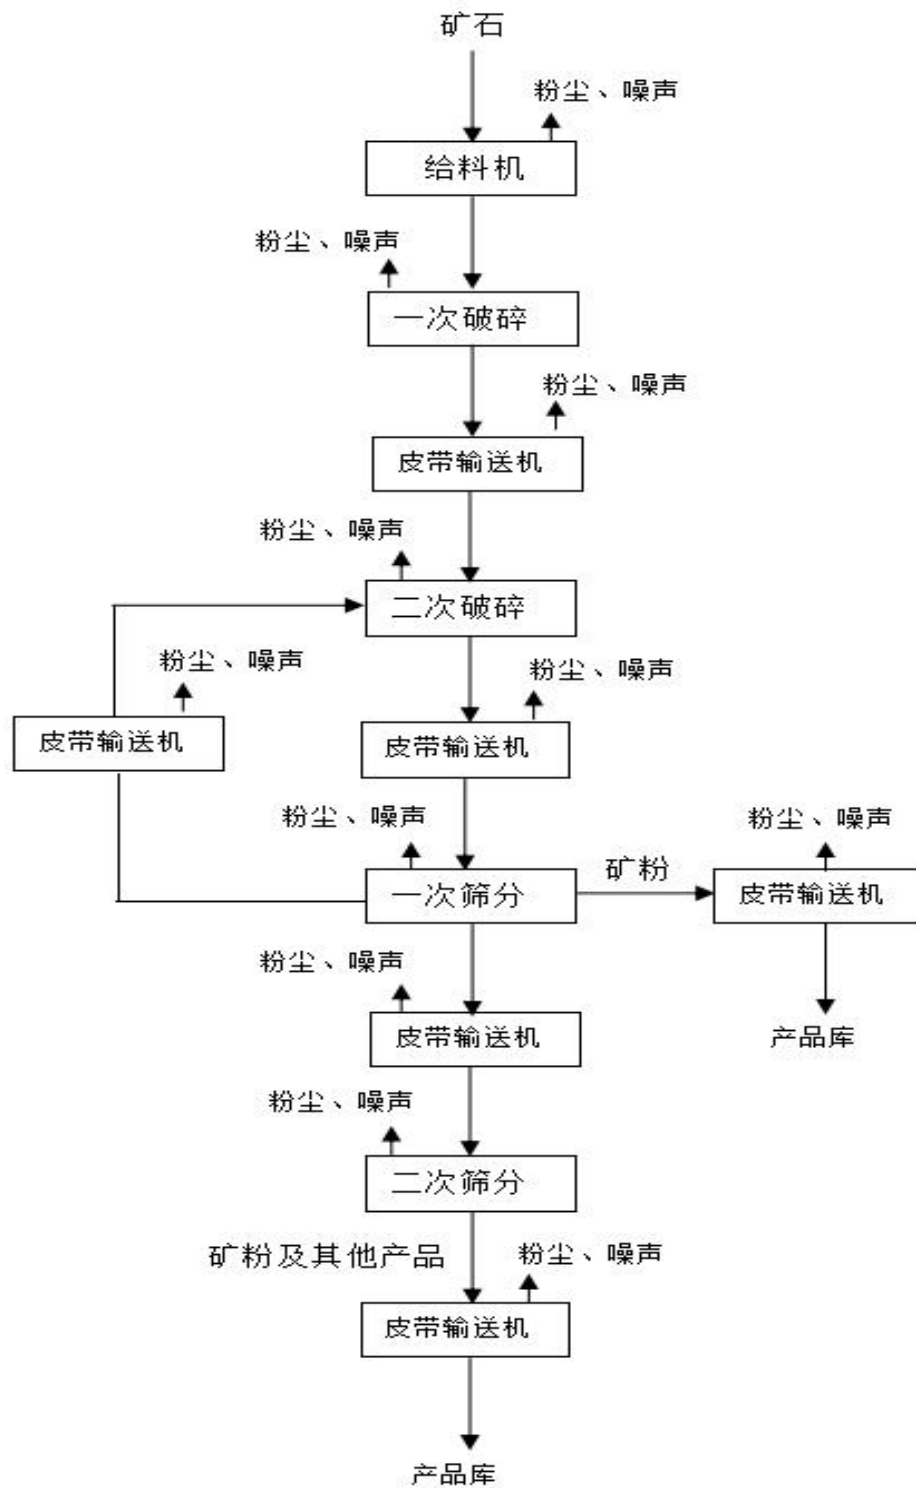 矿石
粉尘、噪声
给料机
粉尘、噪声
一次破碎
粉尘、噪声
皮带输送机
粉尘、噪声
二次破碎
粉尘、噪声
粉尘、噪声
皮带输送机
皮带输送机
粉尘、噪声
粉尘、噪声
矿粉
一次筛分
皮带输送机
粉尘、噪声
皮带输送机
产品库
粉尘、噪声
二次筛分
矿粉及其他产品
粉尘、噪声
皮带输送机
产品库